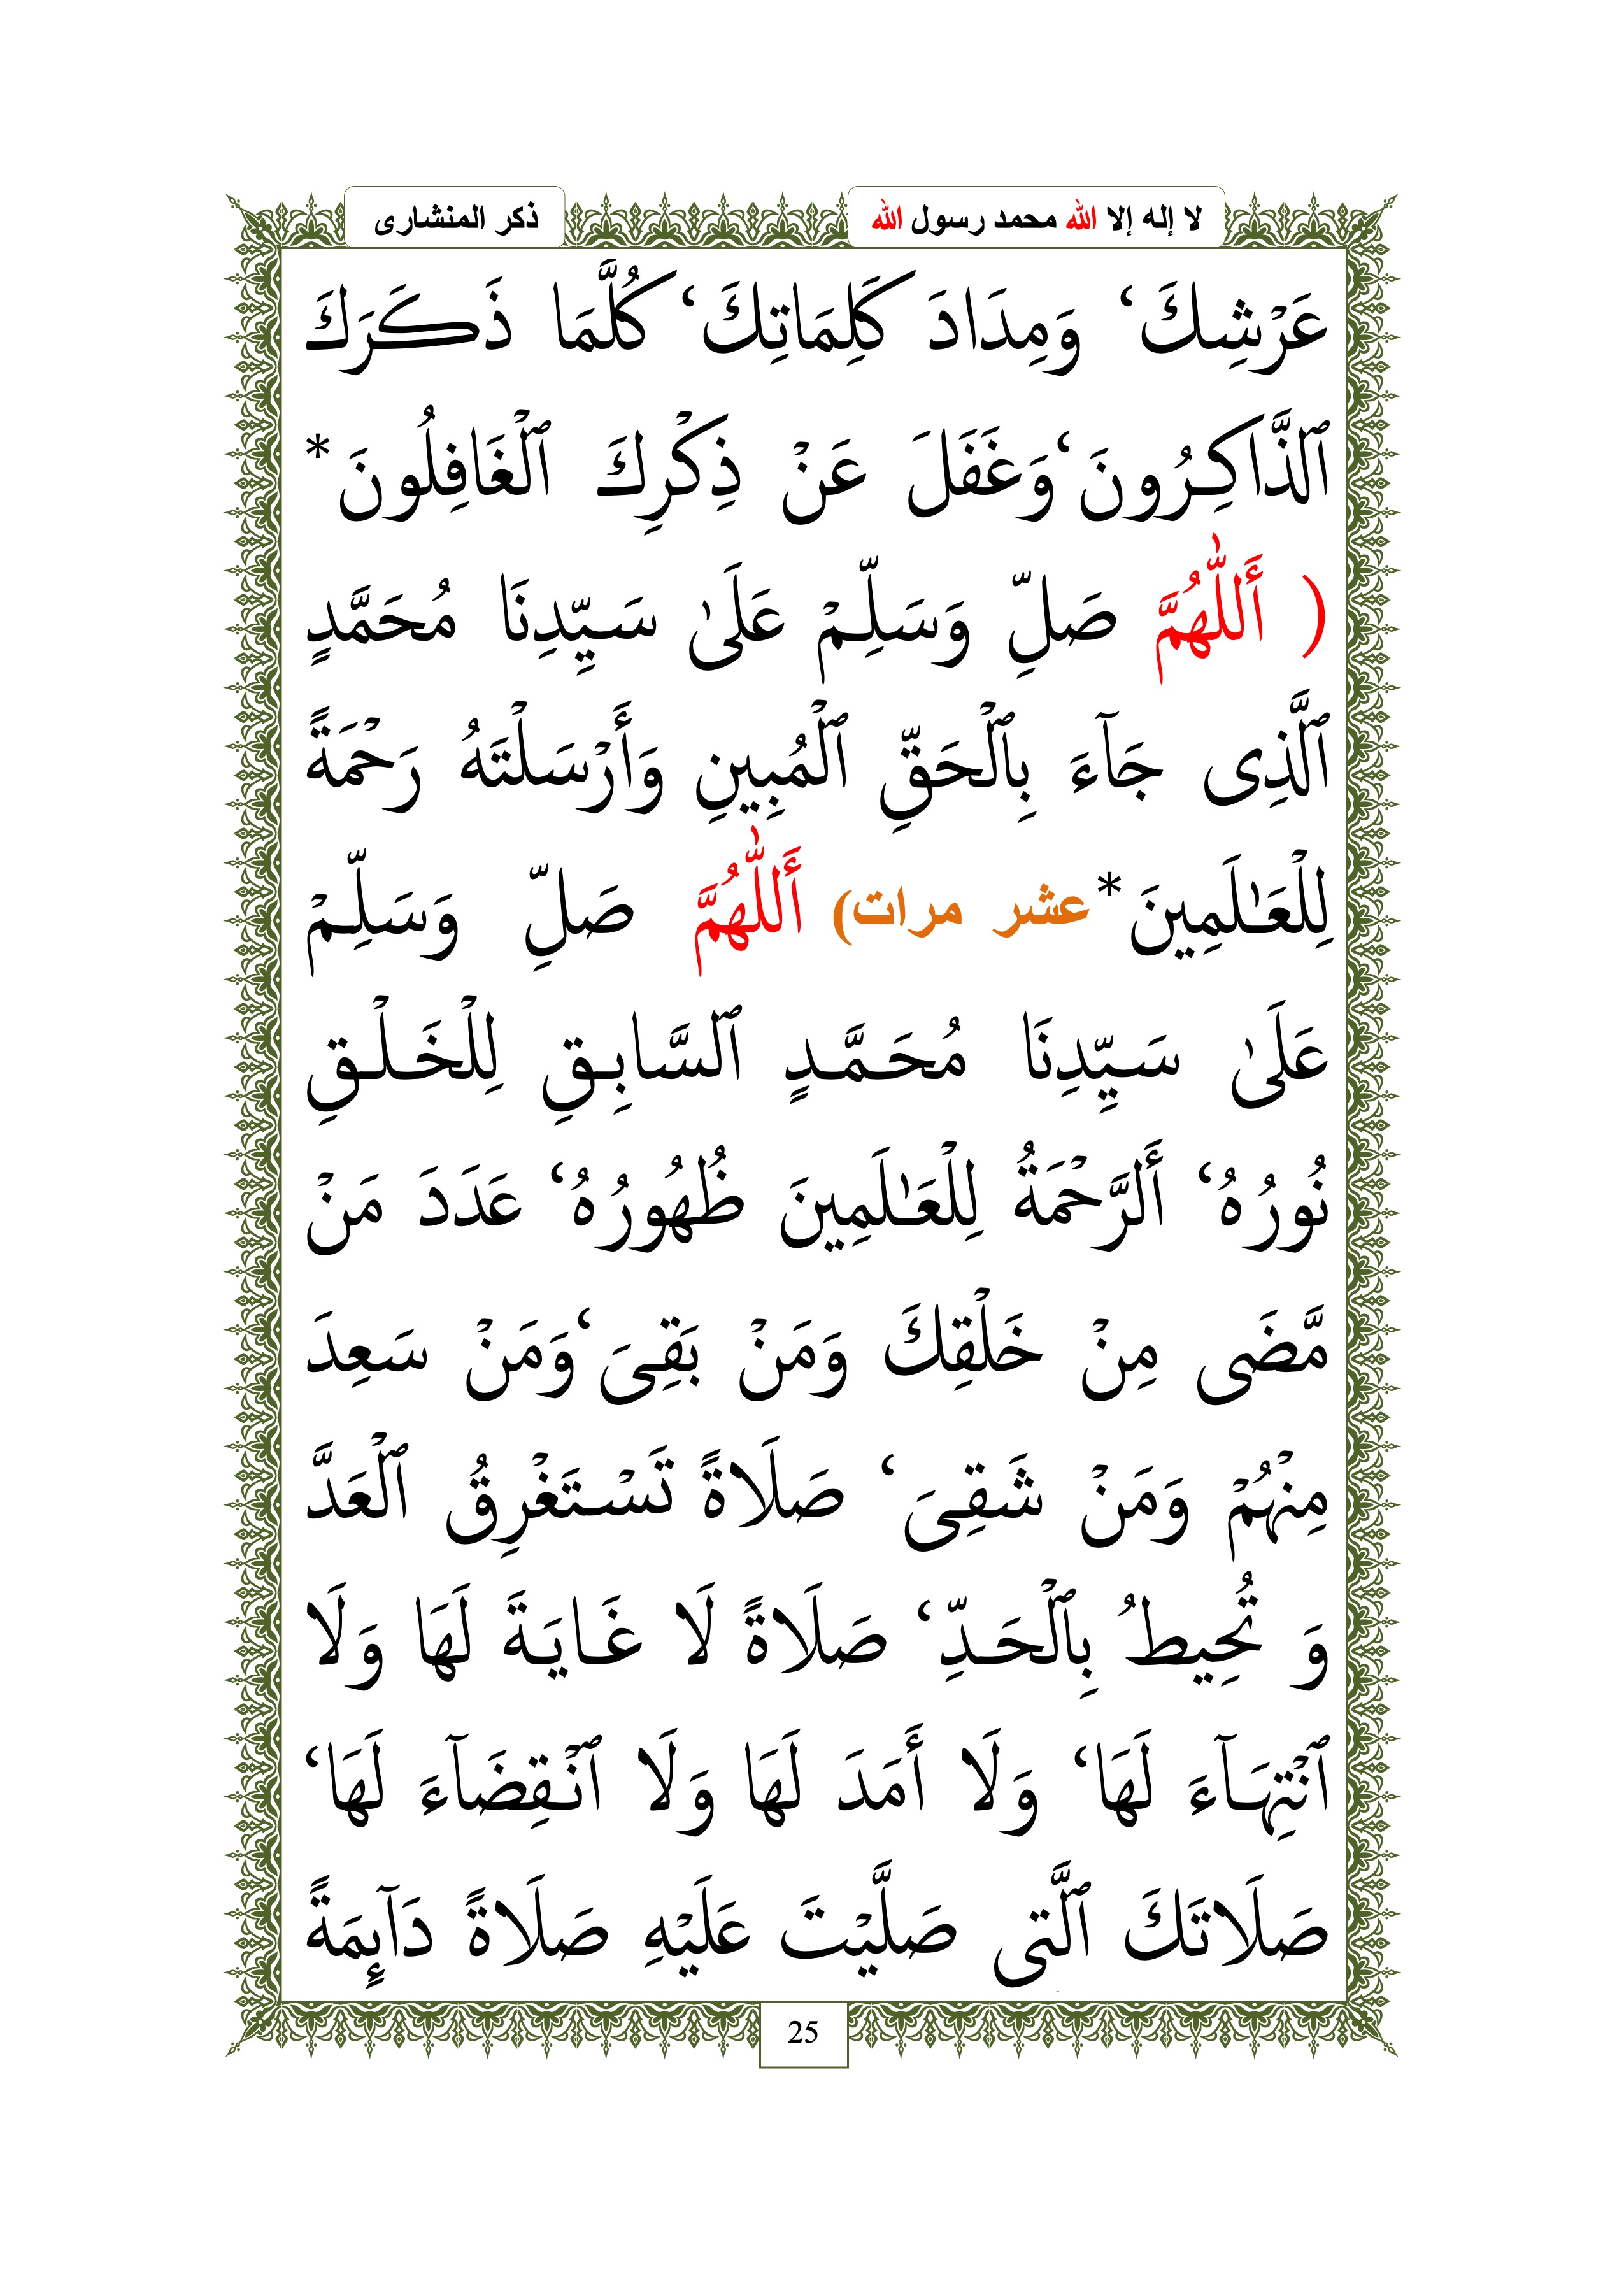 لا إله إلا الله محمد رسول الله
ذكر المنشارى
عَرْشِكَ ‘ وَمِدَادَ كَلِمَاتِكَ ‘ كُلَّمَا ذَكَرَكَ
ٱلذَّاكِرُونَ ‘ وَغَفَلَ عَنْ ذِكْرِكَ ٱلْغَافِلُونَ *
( أَللّٰهُمَّ صَلِّ وَسَلِّمْ عَلَىٰ سَيِّدِنَا مُحَمَّدٍ
ٱلَّذِى جَآءَ بِٱلْحَقِّ ٱلْمُبِينِ وَأَرْسَلْتَهُ رَحْمَةً
لِلْعَـٰلَمِينَ * عشر مرات) أَللّٰهُمَّ صَلِّ وَسَلِّمْ
عَلَىٰ سَيِّدِنَا مُحَمَّدٍ ٱلسَّابِقِ لِلْخَلْقِ
نُورُهُ ‘ أَلرَّحْمَةُ لِلْعَـٰلَمِينَ ظُهُورُهُ ‘ عَدَدَ مَنْ
مَّضَى مِنْ خَلْقِكَ وَمَنْ بَقِىَ ‘ وَمَنْ سَعِدَ
مِنْهُمْ وَمَنْ شَقِىَ ‘ صَلَاةً تَسْتَغْرِقُ ٱلْعَدَّ
وَ تُحِيطُ بِٱلْحَدِّ ‘ صَلَاةً لَا غَايَةَ لَهَا وَلَا
ٱنْتِهَآءَ لَهَا ‘ وَلَا أَمَدَ لَهَا وَلَا ٱنْقِضَآءَ لَهَا ‘
صَلَاتَكَ ٱلَّتِى صَلَّيْتَ عَلَيْهِ صَلَاةً دَآئِمَةً
25